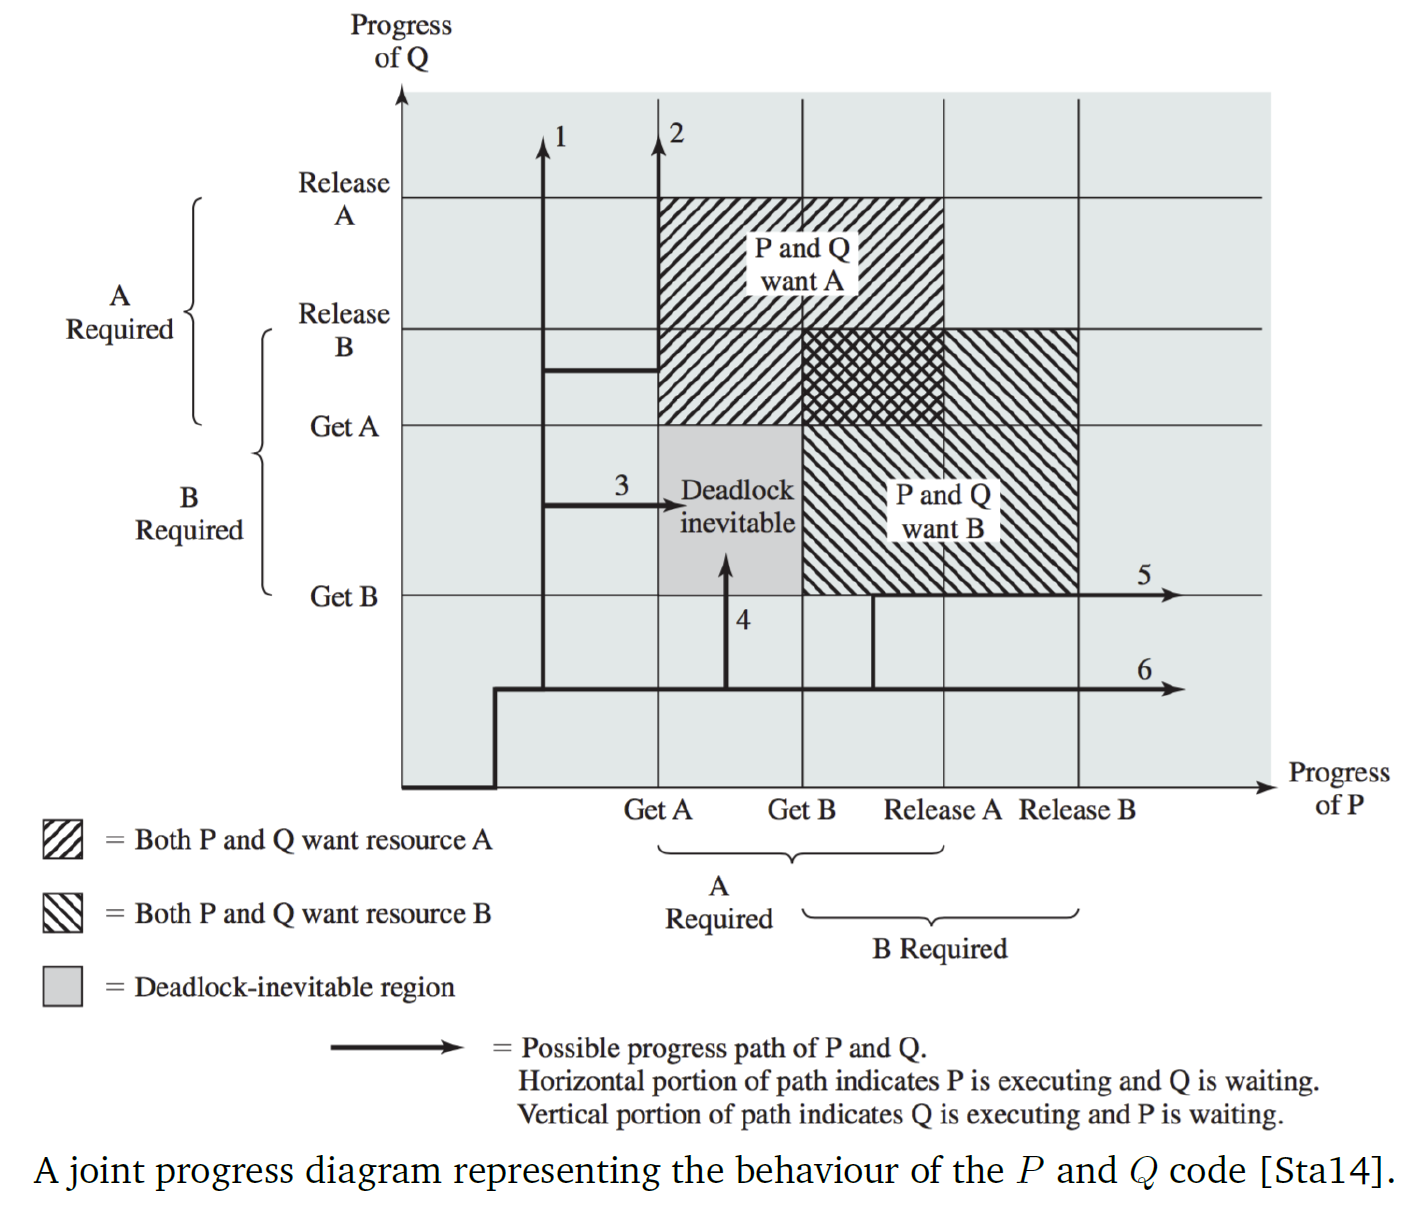 Progress
of Q
1
2
Release
A
P and Q
want A
A
Required
Release
B
Get A
3
Deadlock
inevitable
P and Q
want B
B
Required
Get B
5
4
6
Progress
of P
Get A
Get B
Release A
Release B
= Both P and Q want resource A
A
Required
= Both P and Q want resource B
B Required
= Deadlock-inevitable region
= Possible progress path of P and Q.
Horizontal portion of path indicates P is executing and Q is waiting.
Vertical portion of path indicates Q is executing and P is waiting.
A joint progress diagram representing the behaviour of the P and Q code [Sta14].